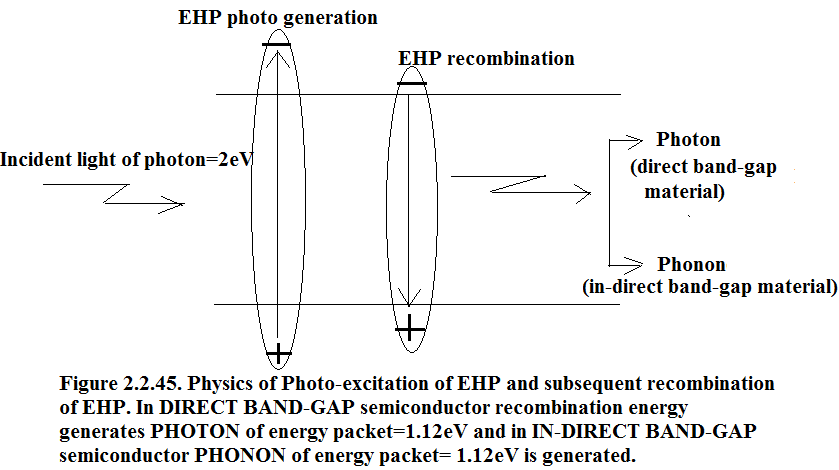 EHP photo generation
EHP recombination
Incident light of photon=2eV
Photon
(direct band-gap
material)
Phonon
(in-direct band-gap material)
Figure 2.2.45. Physics of Photo-excitation of EHP and subsequent recombination
of EHP. In DIRECT BAND-GAP semiconductor recombination energy
generates PHOTON of energy packet=1.12eV and in IN-DIRECT BAND-GAP
semiconductor PHONON of energy packet= 1.12eV is generated.